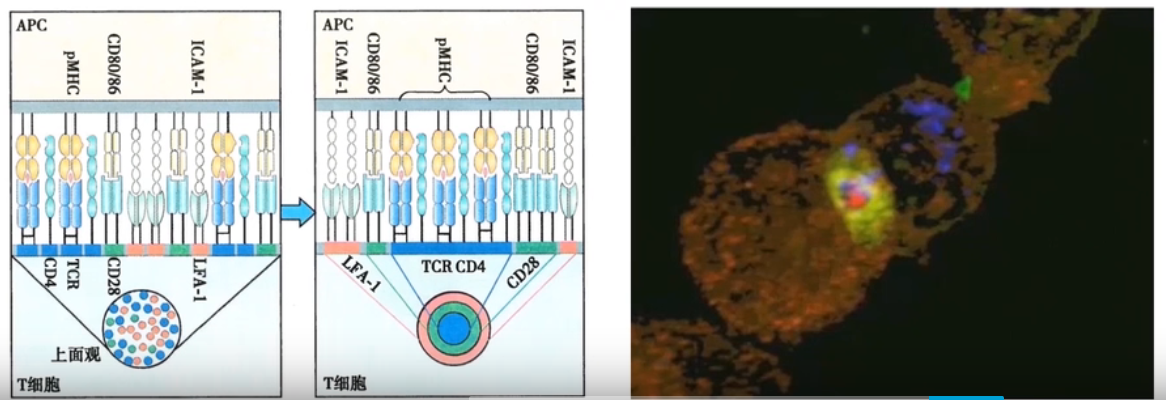 APC
pMHC
CD80/86
ICAM-1
CD4
TCR
CD28
LFA-1
上面观
T细胞
APC
ICAM-1
CD80/86
pMHC
CD80/86
ICAM-1
LFA-1
TCR CD4
CD28
T细胞